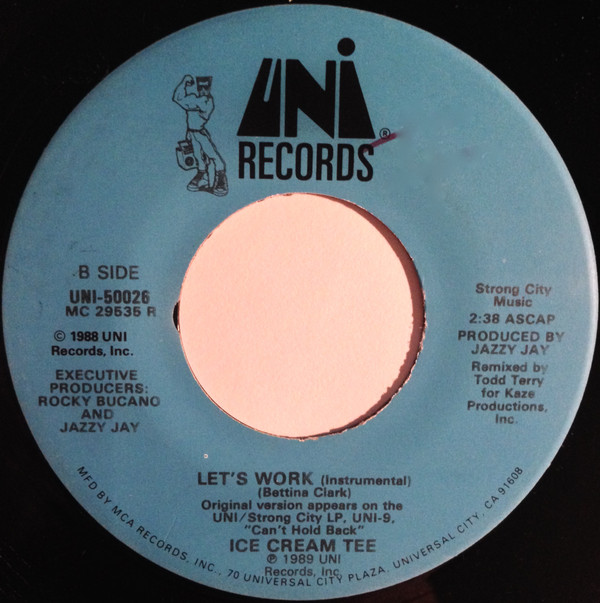 UNI®
RECORDS
B SIDE
UNI-50026
MC 29535 R
© 1988 UNI
Records, Inc.
EXECUTIVE
PRODUCERS:
ROCKY BUCANO
AND
JAZZY JAY
Strong City
Music
2:38 ASCAP
PRODUCED BY
JAZZY JAY
Remixed by
Todd Terry
for Kaze
Productions,
Inc.
LET'S WORK (Instrumental)
(Bettina Clark)
Original version appears on the
UNI/Strong City LP, UNI-9,
"Can't Hold Back"
ICE CREAM TEE
℗ 1989 UNI
Records, Inc.
MFD BY MCA RECORDS, INC., 70 UNIVERSAL CITY PLAZA, UNIVERSAL CITY, CA 91608